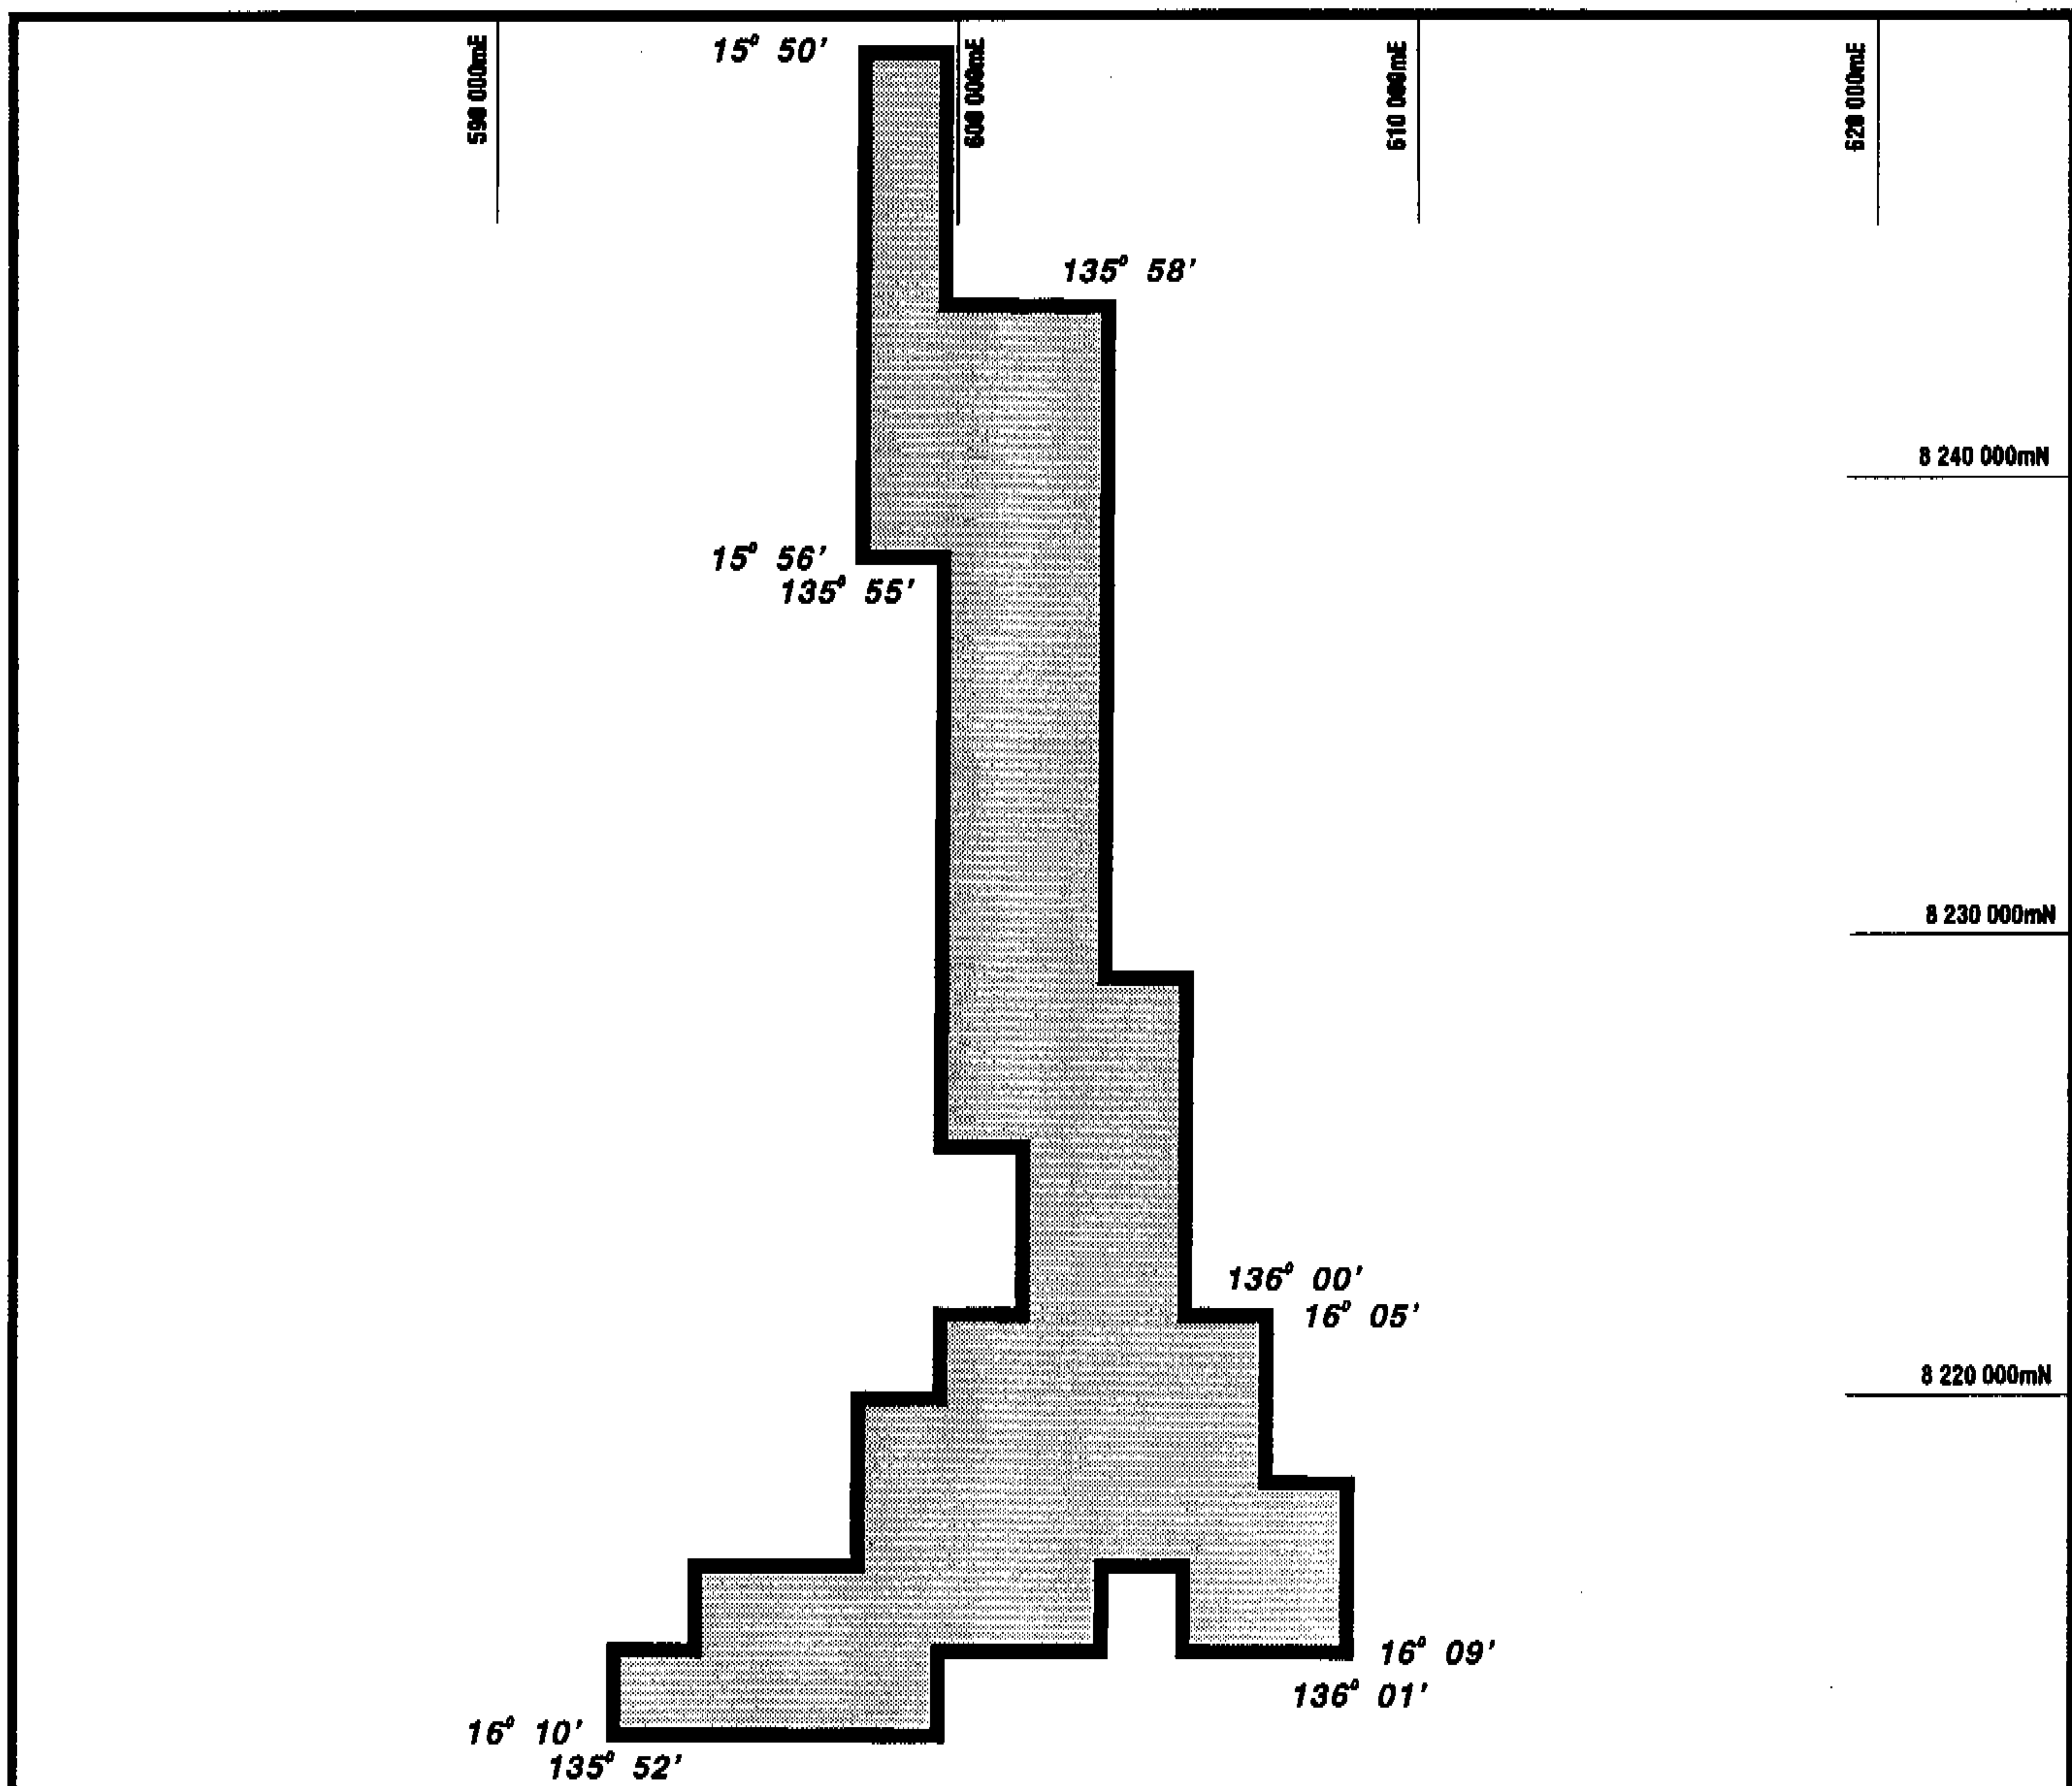 590 000mE
15° 50'
600 000mE
610 000mE
620 000mE
135° 58'
8 240 000mN
15° 56'
135° 55'
8 230 000mN
136° 00'
16° 05'
8 220 000mN
16° 09'
136° 01'
16° 10'
135° 52'